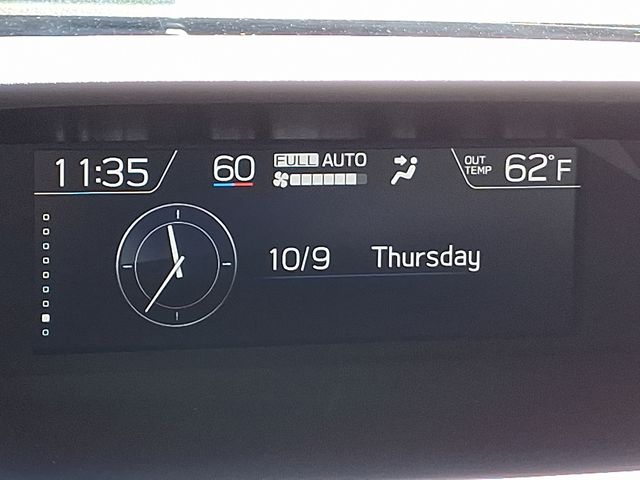 11:35 60 FULL AUTO OUT TEMP 62°F
10/9 Thursday